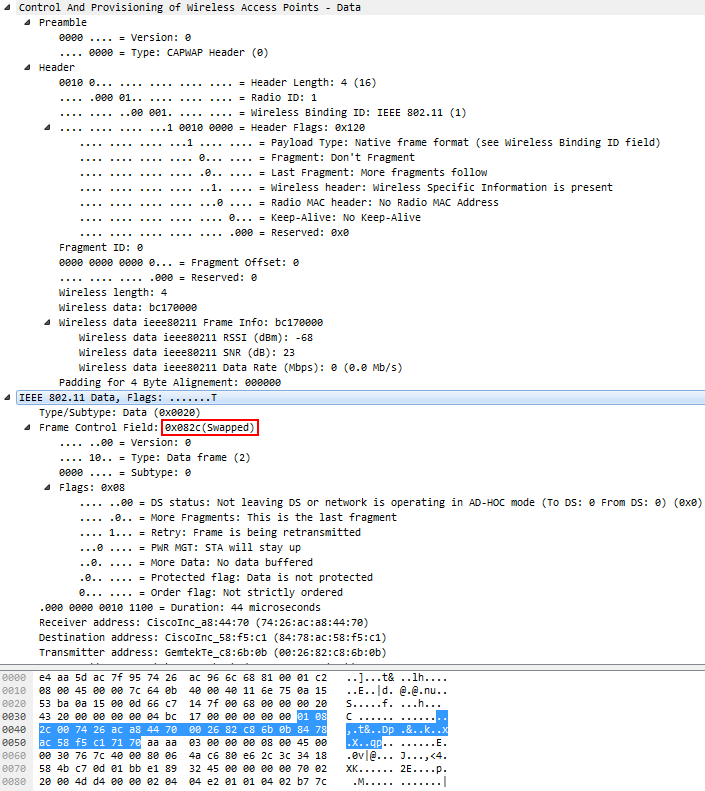 Control And Provisioning of Wireless Access Points - Data
Preamble
0000 .... = Version: 0
.... 0000 = Type: CAPWAP Header (0)
Header
0010 0... .... .... .... .... = Header Length: 4 (16)
.... .000 01.. .... .... .... = Radio ID: 1
.... .... ..00 001. .... .... = Wireless Binding ID: IEEE 802.11 (1)
.... .... .... ...1 0010 0000 = Header Flags: 0x120
.... .... .... ...1 .... .... = Payload Type: Native frame format (see Wireless Binding ID field)
.... .... .... .... 0... .... = Fragment: Don't Fragment
.... .... .... .... .0.. .... = Last Fragment: More fragments follow
.... .... .... .... ..1. .... = Wireless header: Wireless Specific Information is present
.... .... .... .... ...0 .... = Radio MAC header: No Radio MAC Address
.... .... .... .... .... 0... = Keep-Alive: No Keep-Alive
.... .... .... .... .... .000 = Reserved: 0x0
Fragment ID: 0
0000 0000 0000 0... = Fragment Offset: 0
.... .... .... .000 = Reserved: 0
Wireless length: 4
Wireless data: bc170000
Wireless data ieee80211 Frame Info: bc170000
Wireless data ieee80211 RSSI (dBm): -68
Wireless data ieee80211 SNR (dB): 23
Wireless data ieee80211 Data Rate (Mbps): 0 (0.0 Mb/s)
Padding for 4 Byte Alignement: 000000
IEEE 802.11 Data, Flags: .......T
Type/Subtype: Data (0x0020)
Frame Control Field: 0x082c(Swapped)
.... ..00 = Version: 0
.... 10.. = Type: Data frame (2)
0000 .... = Subtype: 0
Flags: 0x08
.... ..00 = DS status: Not leaving DS or network is operating in AD-HOC mode (To DS: 0 From DS: 0) (0x0)
.... .0.. = More Fragments: This is the last fragment
.... 1... = Retry: Frame is being retransmitted
...0 .... = PWR MGT: STA will stay up
..0. .... = More Data: No data buffered
.0.. .... = Protected flag: Data is not protected
0... .... = Order flag: Not strictly ordered
.000 0000 0010 1100 = Duration: 44 microseconds
Receiver address: CiscoInc_a8:44:70 (74:26:ac:a8:44:70)
Destination address: CiscoInc_58:f5:c1 (84:78:ac:58:f5:c1)
Transmitter address: GemtekTe_c8:6b:0b (00:26:82:c8:6b:0b)
0000 e4 aa 5d ac 7f 95 74 26 ac 96 6c 68 81 00 01 c2 ..]...t& ..lh....
0010 08 00 45 00 00 7c 64 0b 40 00 40 11 6e 75 0a 15 ..E..|d. @.@.nu..
0020 53 ba 0a 15 00 0d 66 c7 14 7f 00 68 00 00 00 20 S.....f. ...h...
0030 43 20 00 00 00 00 04 bc 17 00 00 00 00 00 01 08 C ...... ........
0040 2c 00 74 26 ac a8 44 70 00 26 82 c8 6b 0b 84 78 ,.t&..Dp .&..k..x
0050 ac 58 f5 c1 71 70 aa aa 03 00 00 00 08 00 45 00 .X..qp.. ......E.
0060 00 30 76 7c 40 00 80 06 4a c6 80 e6 2c 3c 34 18 .0v|@... J...,<4.
0070 58 4b c7 0d 01 bb e1 89 32 45 00 00 00 00 70 02 XK...... 2E....p.
0080 20 00 4d d4 00 00 02 04 04 e2 01 01 04 02 b7 7c .M..... .......|